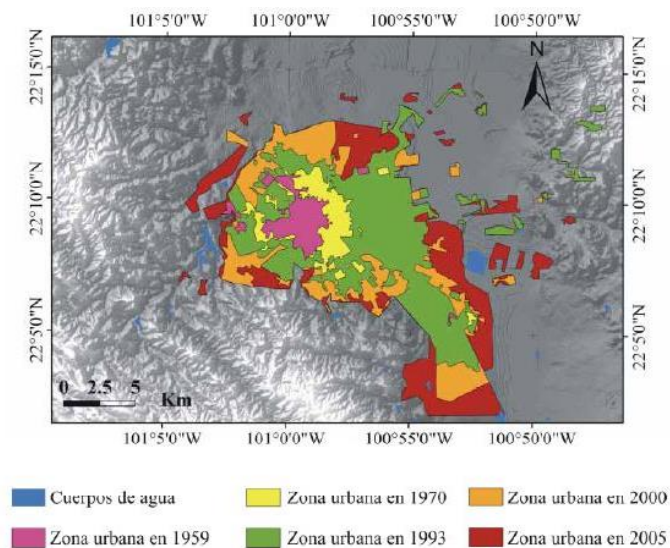 101°5'0"W 101°0'0"W 100°55'0"W 100°50'0"W
N
22°15'0"N 22°15'0"N
22°10'0"N 22°10'0"N
22°5'0"N 22°5'0"N
0 2.5 5
Km
101°5'0"W 101°0'0"W 100°55'0"W 100°50'0"W
Cuerpos de agua Zona urbana en 1970 Zona urbana en 2000
Zona urbana en 1959 Zona urbana en 1993 Zona urbana en 2005